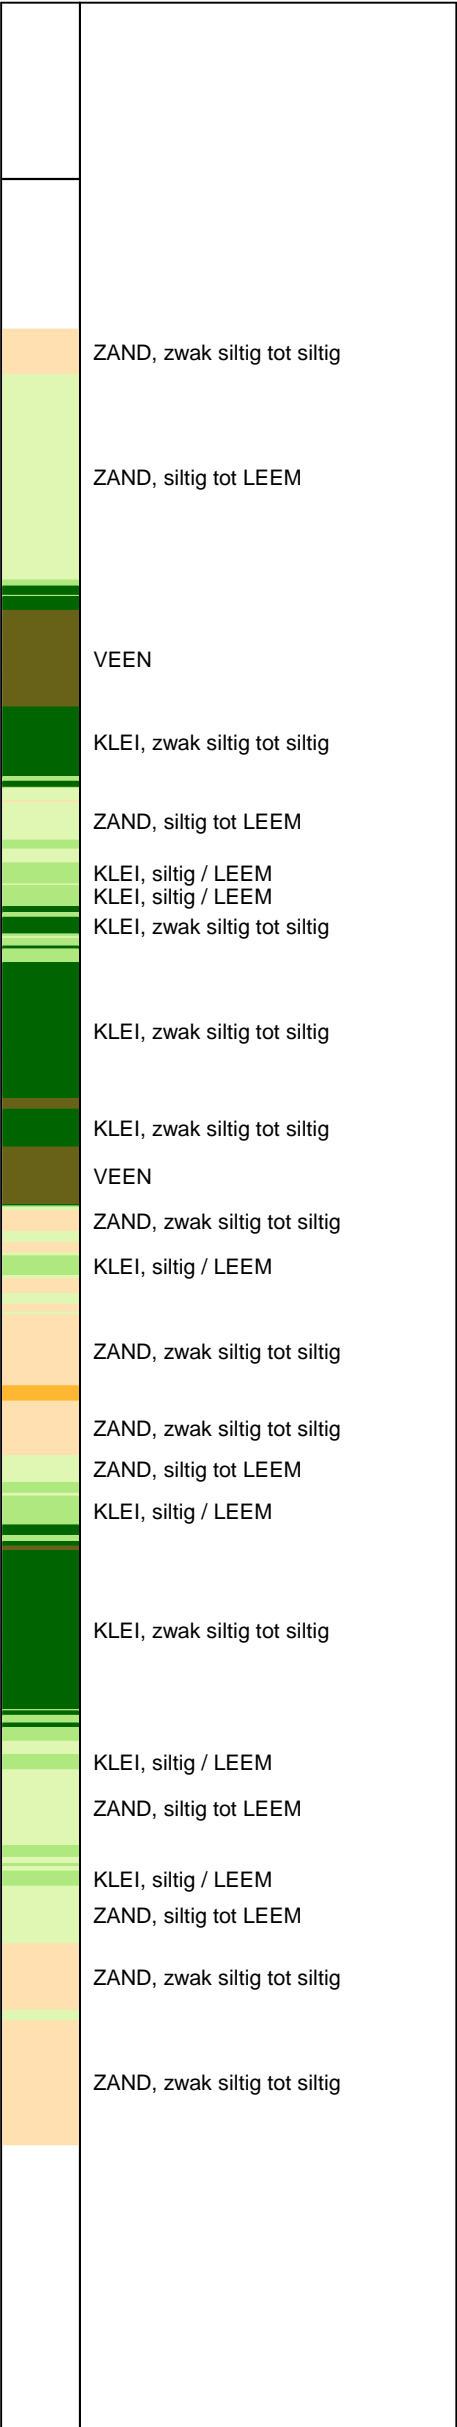 ZAND, zwak siltig tot siltig
ZAND, siltig tot LEEM
VEEN
KLEI, zwak siltig tot siltig
ZAND, siltig tot LEEM
KLEI, siltig / LEEM
KLEI, siltig / LEEM
KLEI, zwak siltig tot siltig
KLEI, zwak siltig tot siltig
KLEI, zwak siltig tot siltig
VEEN
ZAND, zwak siltig tot siltig
KLEI, siltig / LEEM
ZAND, zwak siltig tot siltig
ZAND, zwak siltig tot siltig
ZAND, siltig tot LEEM
KLEI, siltig / LEEM
KLEI, zwak siltig tot siltig
KLEI, siltig / LEEM
ZAND, siltig tot LEEM
KLEI, siltig / LEEM
ZAND, siltig tot LEEM
ZAND, zwak siltig tot siltig
ZAND, zwak siltig tot siltig